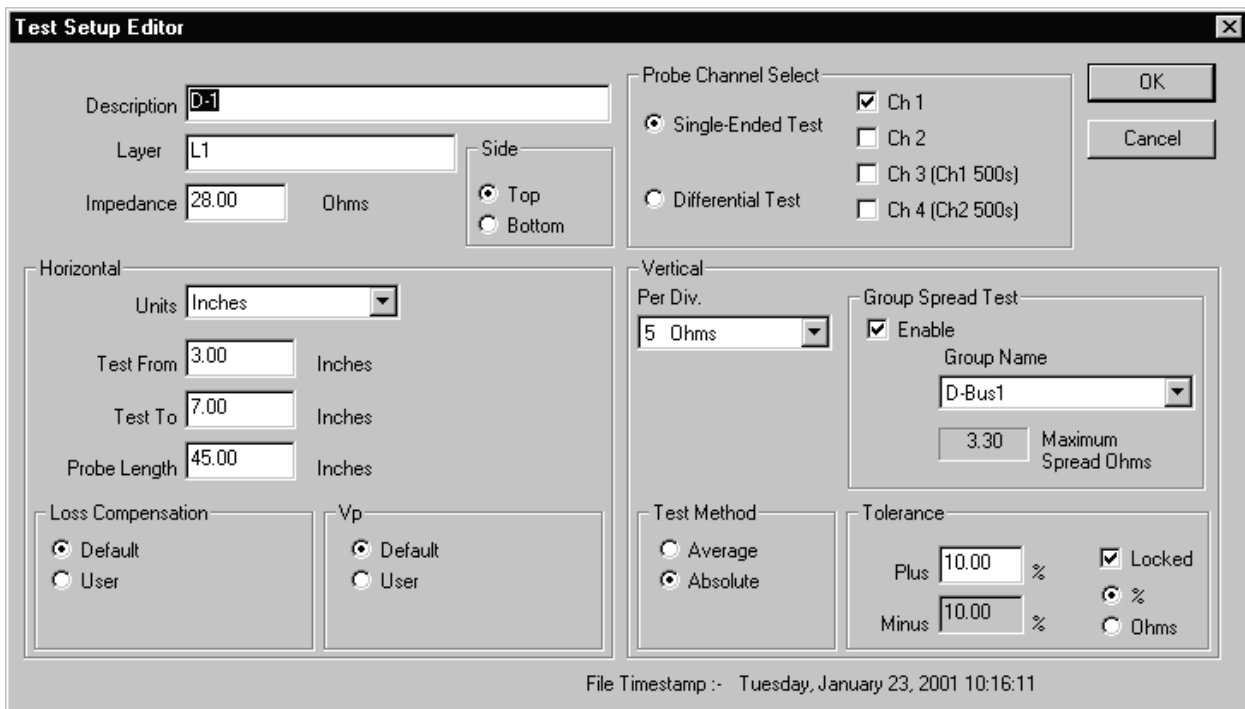 Test Setup Editor
Description D-1
Layer L1
Impedance 28.00 Ohms
Side
Top
Bottom
Probe Channel Select
Single-Ended Test
Differential Test
Ch 1
Ch 2
Ch 3 (Ch1 500s)
Ch 4 (Ch2 500s)
OK
Cancel
Horizontal
Units Inches
Test From 3.00 Inches
Test To 7.00 Inches
Probe Length 45.00 Inches
Loss Compensation
Default
User
Vp
Default
User
Vertical
Per Div.
5 Ohms
Group Spread Test
Enable
Group Name
D-Bus1
3.30 Maximum
Spread Ohms
Test Method
Average
Absolute
Tolerance
Plus 10.00 %
Minus 10.00 %
Locked
%
Ohms
File Timestamp :- Tuesday, January 23, 2001 10:16:11